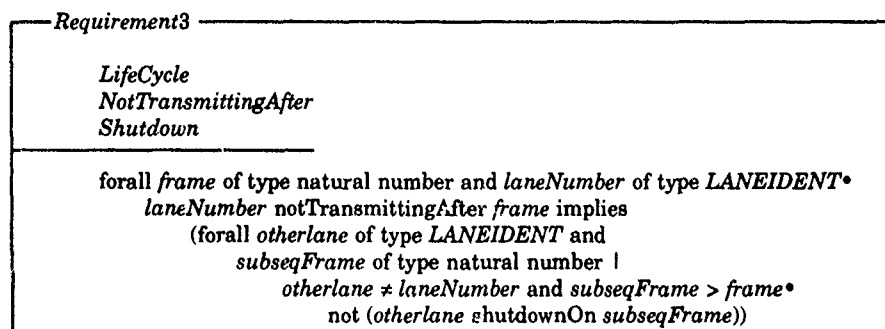 Requirement3
LifeCycle
NotTransmittingAfter
Shutdown
forall frame of type natural number and laneNumber of type LANEIDENT•
laneNumber notTransmittingAfter frame implies
(forall otherlane of type LANEIDENT and
subseqFrame of type natural number |
otherlane ≠ laneNumber and subseqFrame > frame•
not (otherlane shutdownOn subseqFrame))